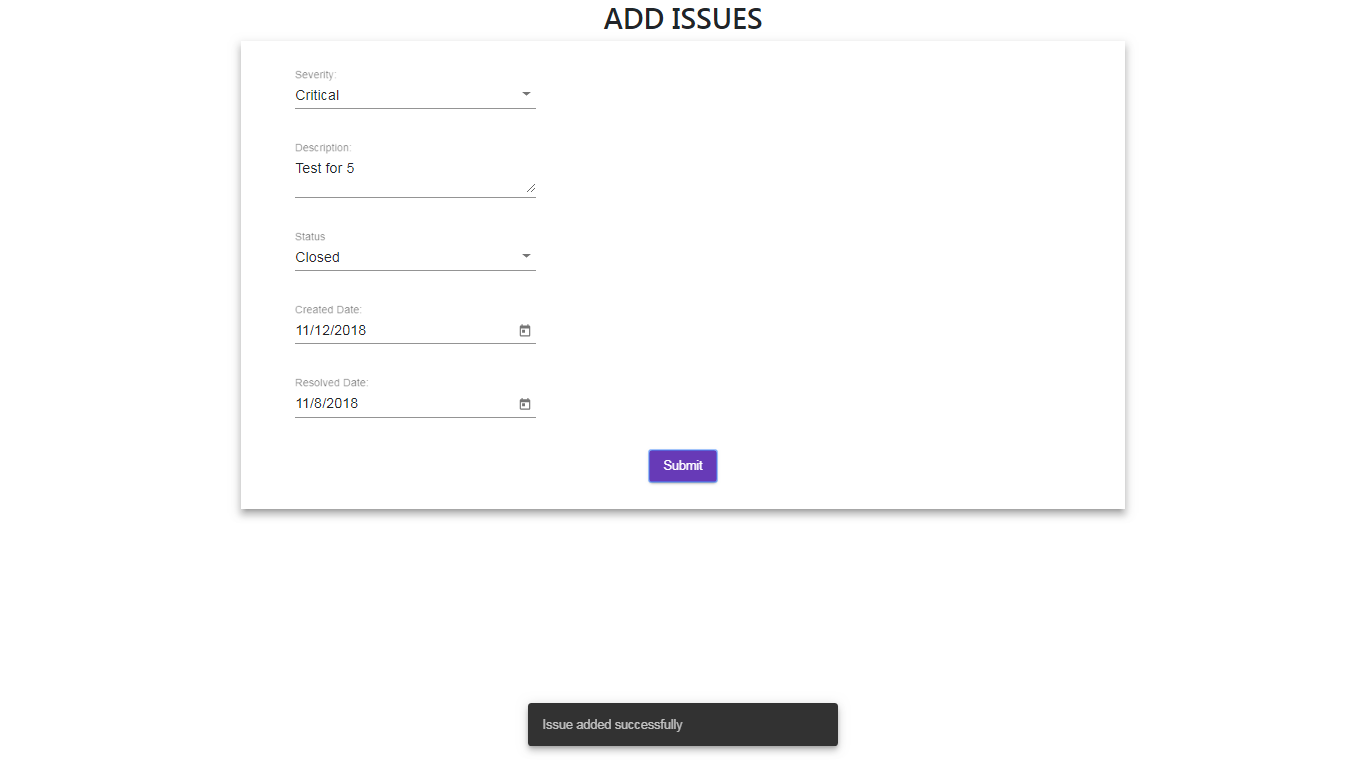 ADD ISSUES
Severity:
Critical
Description:
Test for 5
Status
Closed
Created Date:
11/12/2018
Resolved Date:
11/8/2018
Submit
Issue added successfully